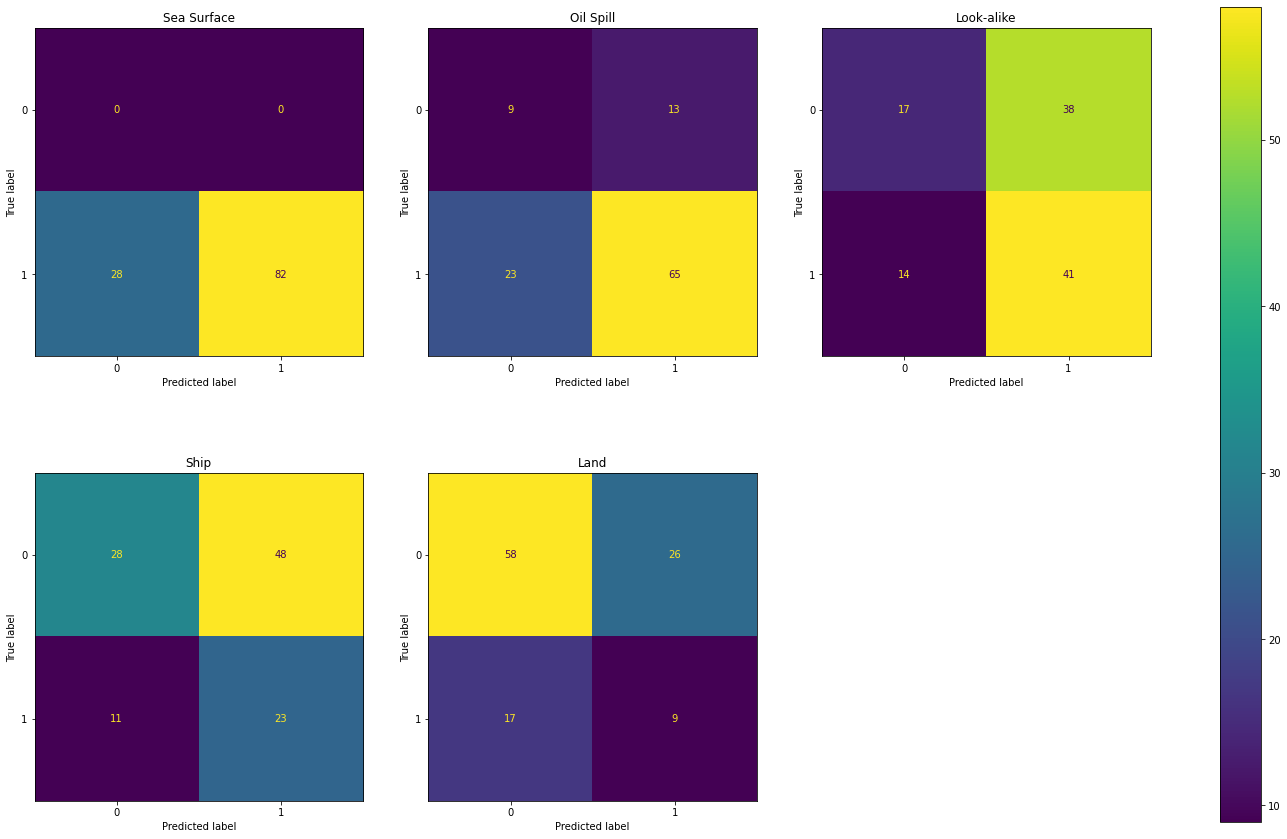 Sea Surface
0
0 0
1
28 82
0 1
Predicted label
True label
Oil Spill
0
9 13
1
23 65
0 1
Predicted label
True label
Look-alike
0
17 38
1
14 41
0 1
Predicted label
True label
Ship
0
28 48
1
11 23
0 1
Predicted label
True label
Land
0
58 26
1
17 9
0 1
Predicted label
True label
50
40
30
20
10